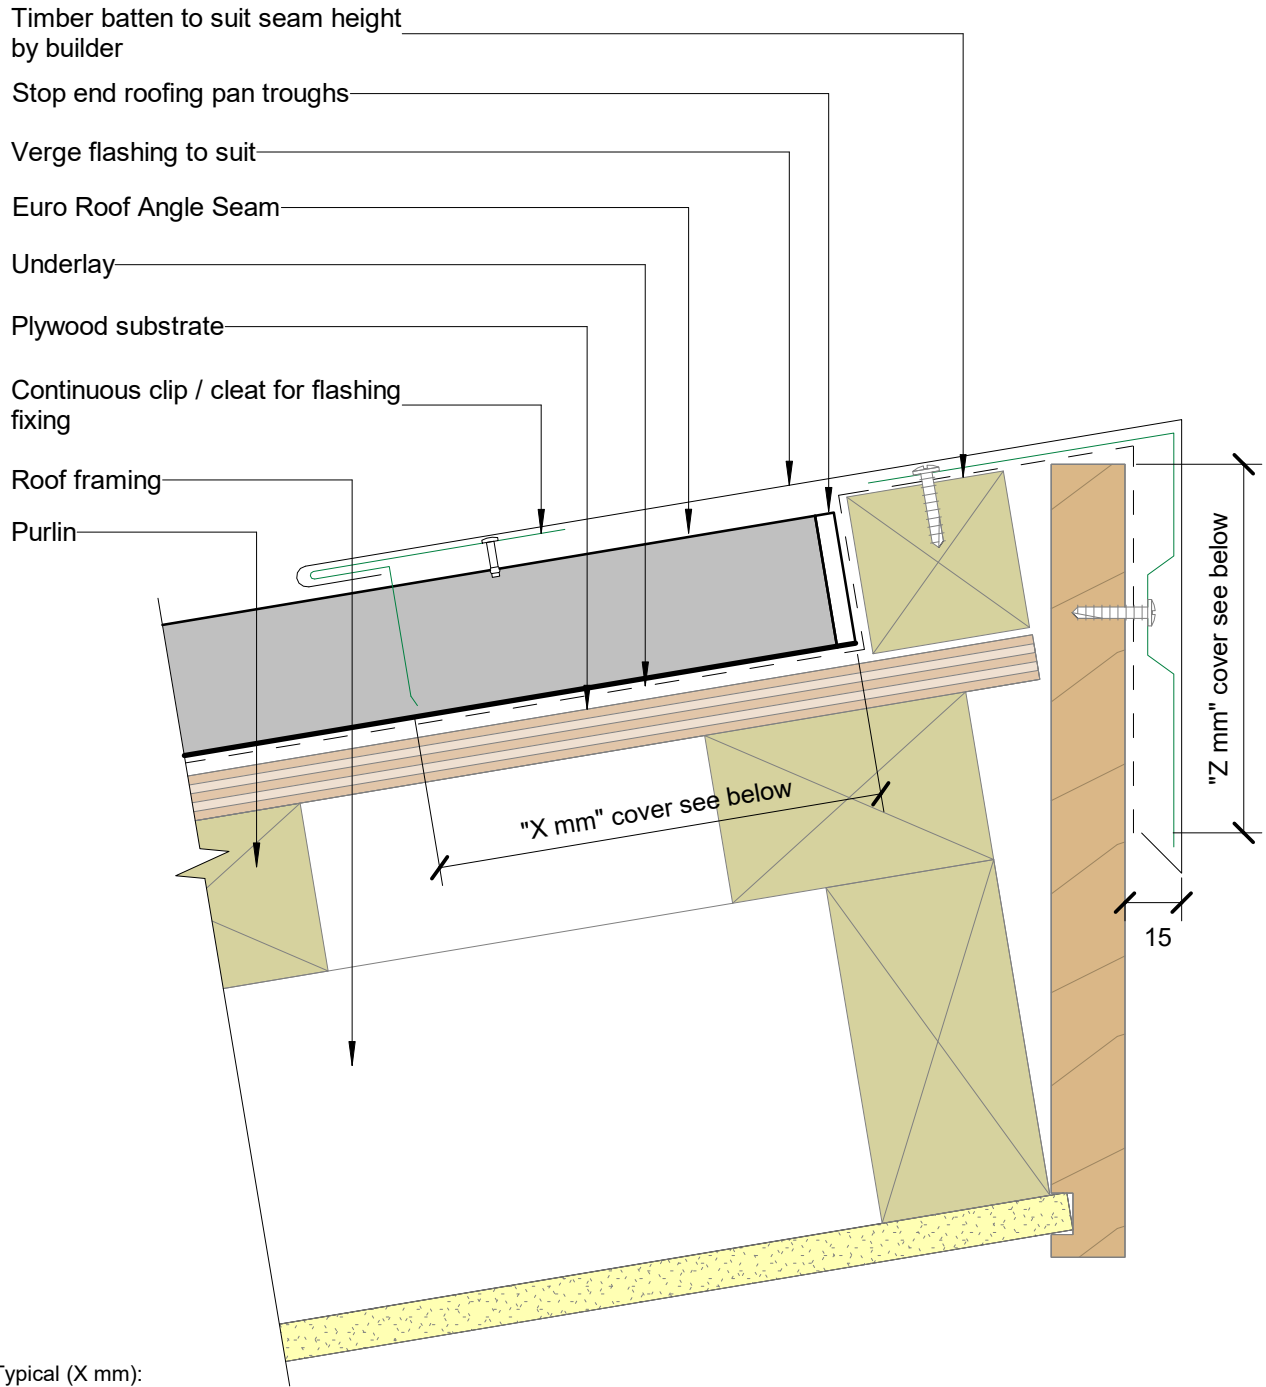 Timber batten to suit seam height
by builder
Stop end roofing pan troughs
Verge flashing to suit
Euro Roof Angle Seam
Underlay
Plywood substrate
Continuous clip / cleat for flashing
fixing
Roof framing
Purlin
"X mm" cover see below
"Z mm" cover see below
15
Typical (X mm):